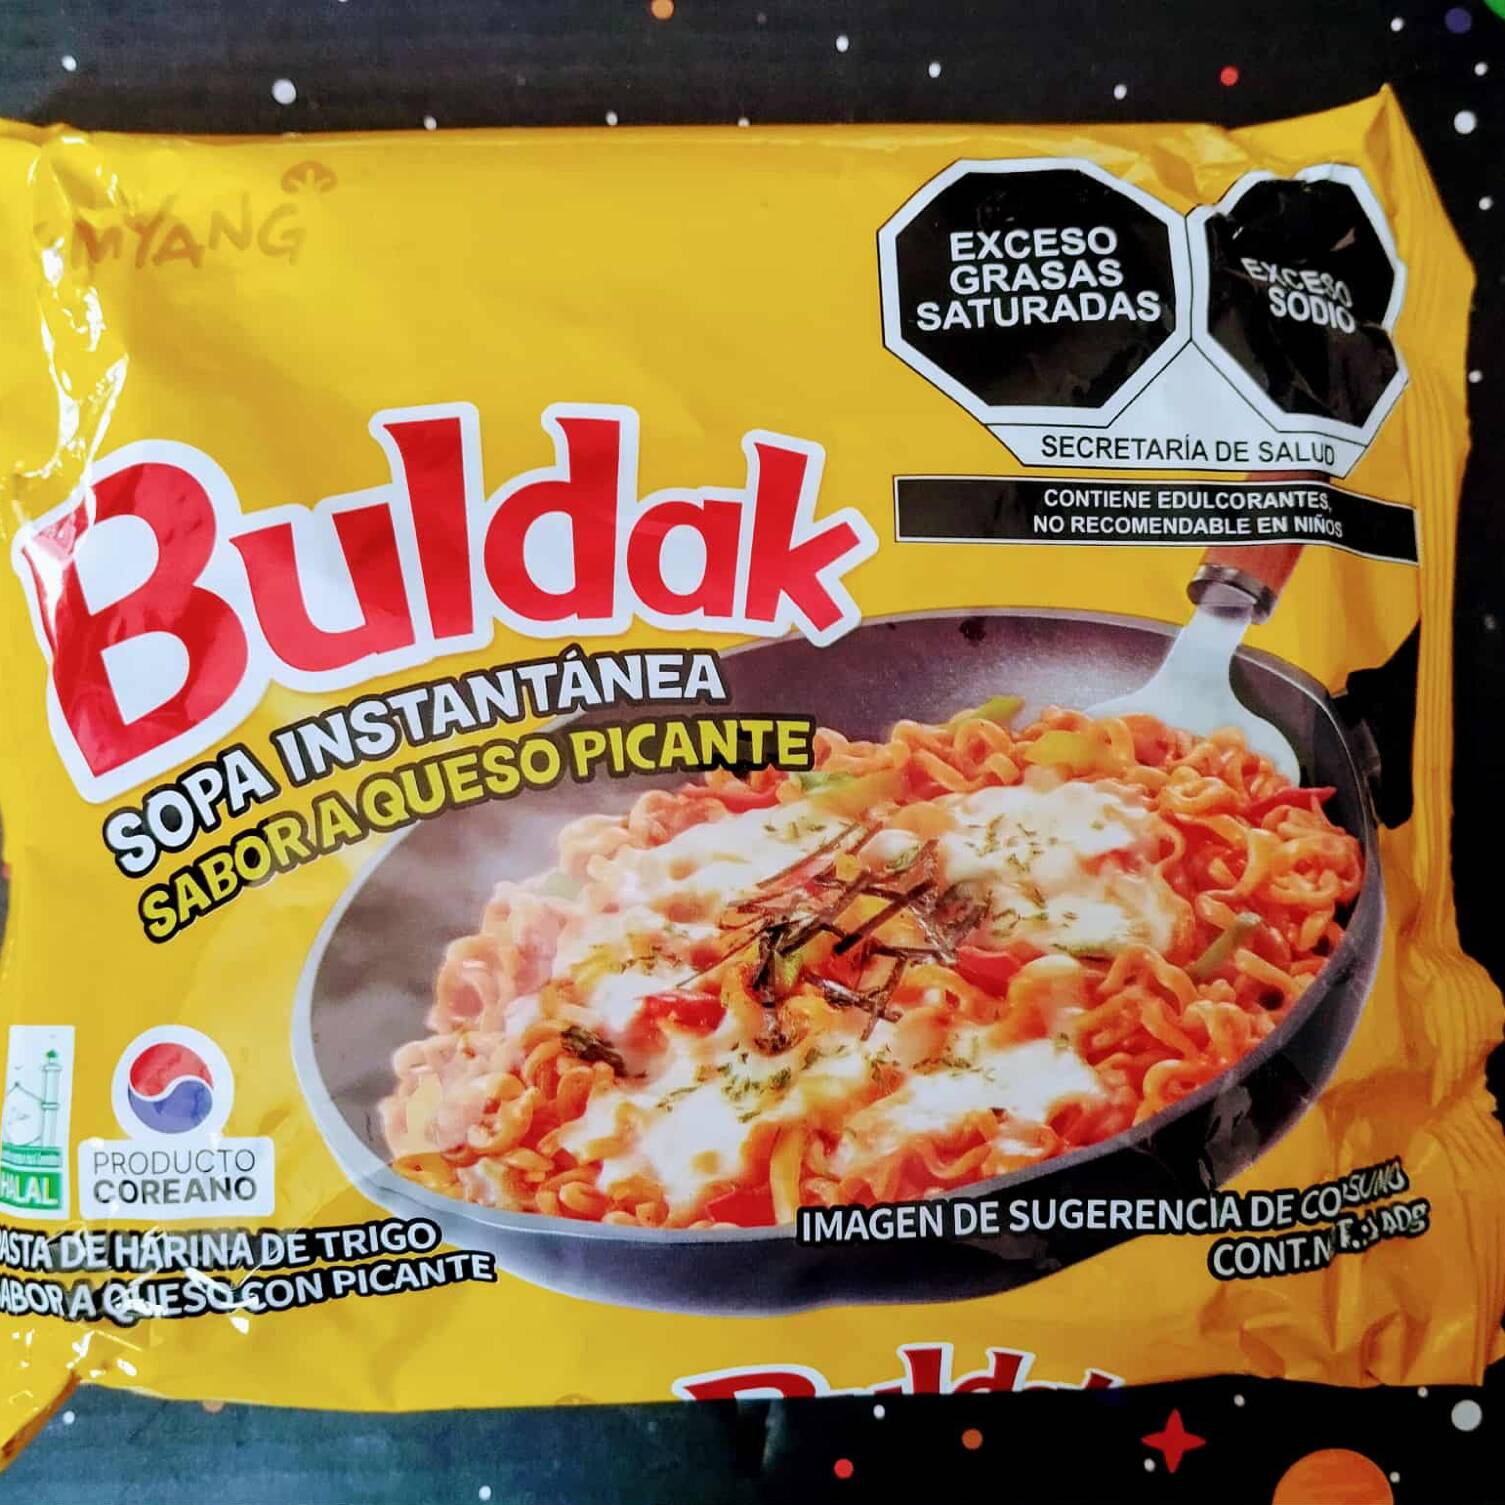 MYANG
EXCESO
GRASAS
SATURADAS
EXCESO
SODIO
SECRETARÍA DE SALUD
CONTIENE EDULCORANTES,
NO RECOMENDABLE EN NIÑOS
Buldak
SOPA INSTANTÁNEA
SABOR A QUESO PICANTE
HALAL
PRODUCTO
COREANO
ASTA DE HARINA DE TRIGO
ABOR A QUESO CON PICANTE
IMAGEN DE SUGERENCIA DE CONSUMO
CONT.
Buldak